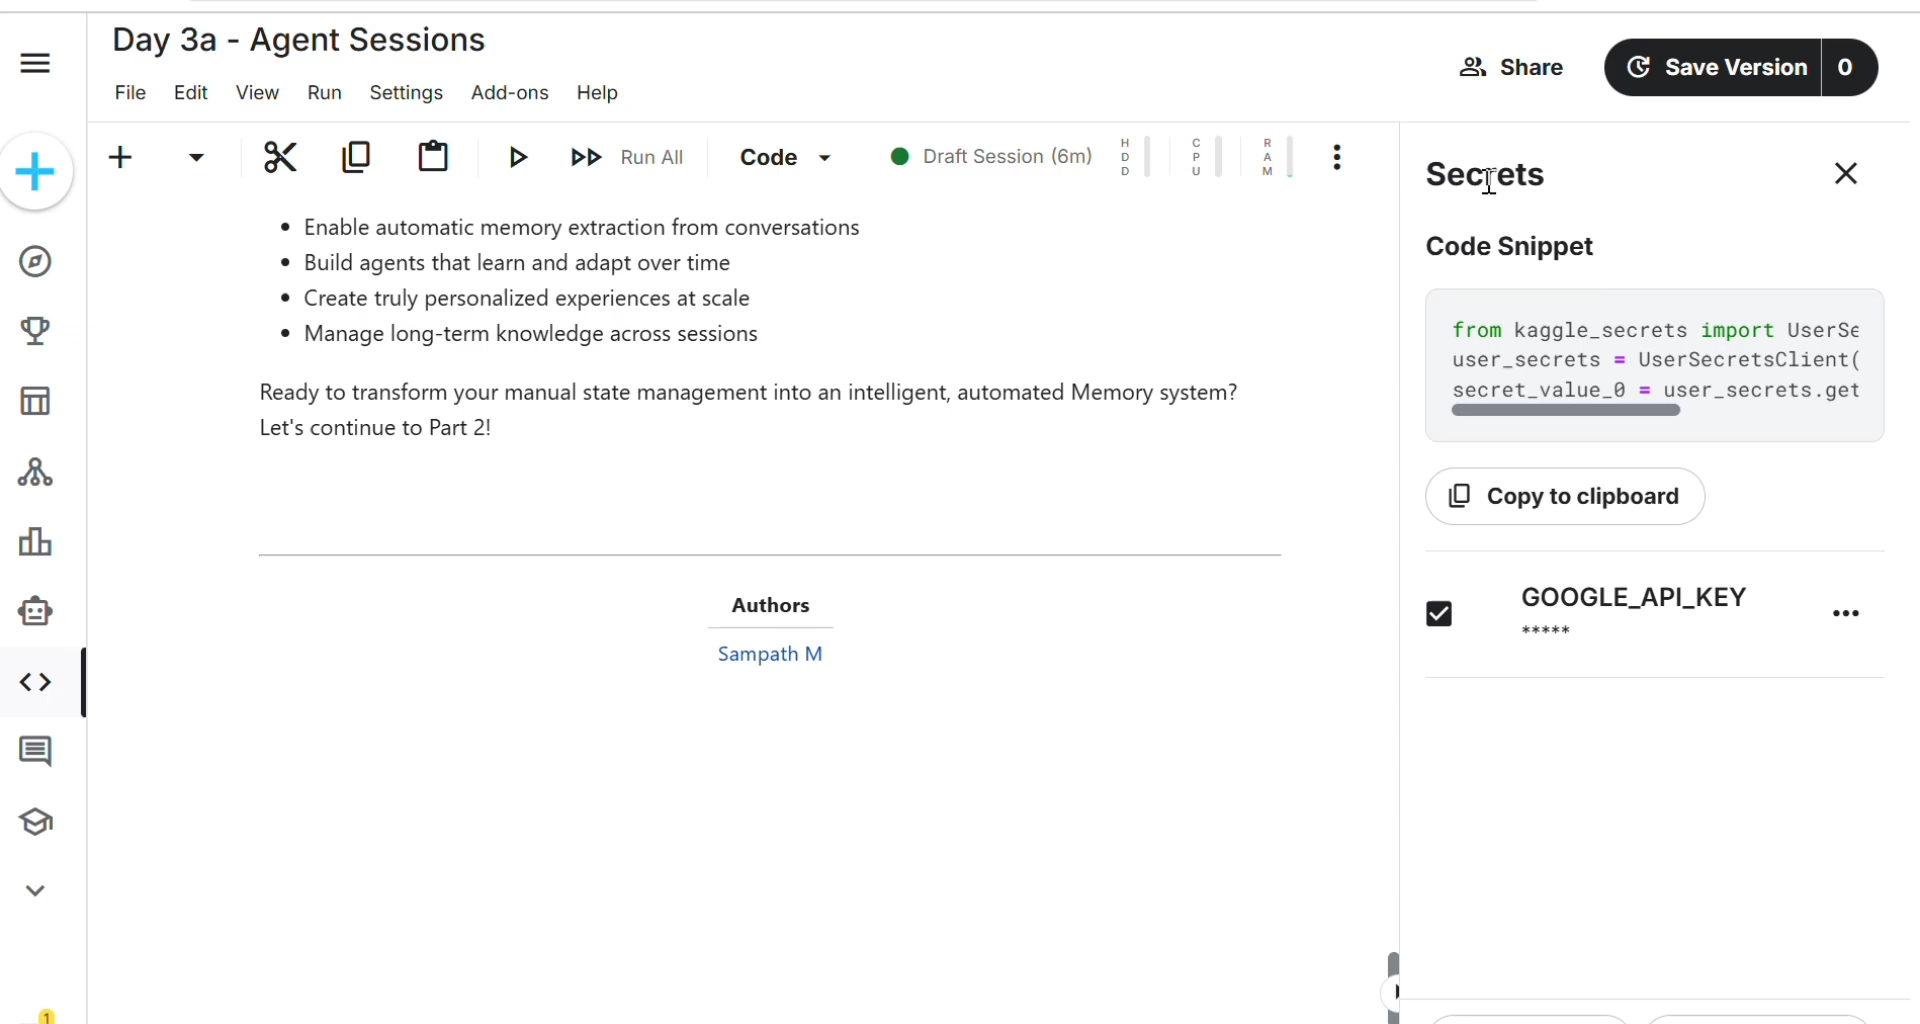 Day 3a - Agent Sessions
File Edit View Run Settings Add-ons Help
Share
Save Version 0
Run All
Code
Draft Session (6m)
HDD
CPU
RAM
Enable automatic memory extraction from conversations
Build agents that learn and adapt over time
Create truly personalized experiences at scale
Manage long-term knowledge across sessions
Ready to transform your manual state management into an intelligent, automated Memory system?
Let's continue to Part 2!
Authors
Sampath M
Secrets
Code Snippet
from kaggle_secrets import UserSe
user_secrets = UserSecretsClient(
secret_value_0 = user_secrets.get
Copy to clipboard
GOOGLE_API_KEY
*****
1